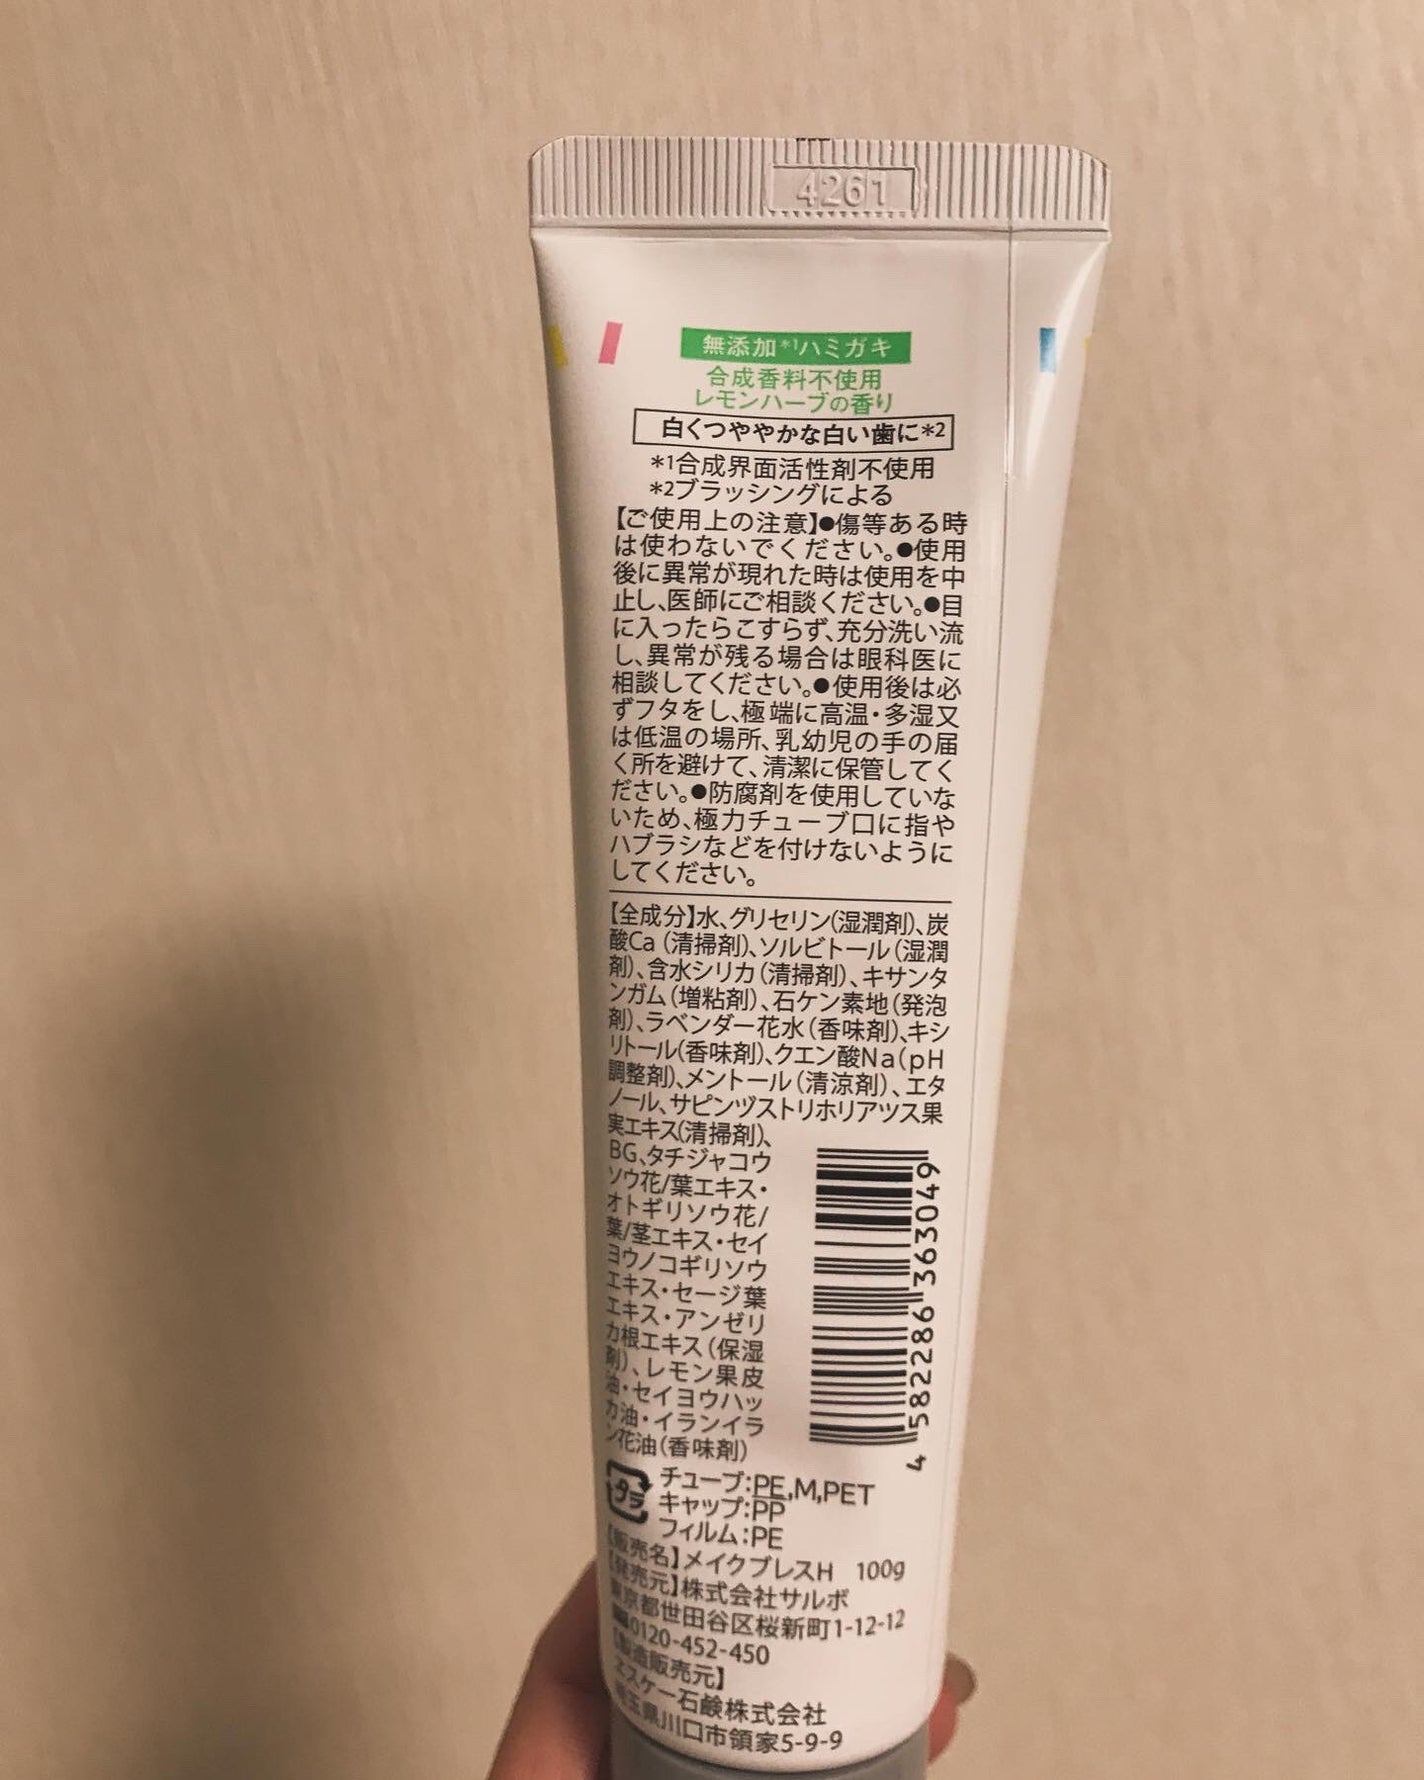 4261
無添加*1ハミガキ
合成香料不使用
レモンハーブの香り
白くつややかな白い歯に*2
*1合成界面活性剤不使用
*2ブラッシングによる
【ご使用上の注意】●傷等ある時
は使わないでください。●使用
後に異常が現れた時は使用を中
止し、医師にご相談ください。●目
に入ったらこすらず、充分洗い流
し、異常が残る場合は眼科医に
相談してください。●使用後は必
ずフタをし、極端に高温・多湿又
は低温の場所、乳幼児の手の届
く所を避けて、清潔に保管してく
ださい。●防腐剤を使用していな
いため、極力チューブ口に指や
ハブラシなどを付けないように
してください。
【全成分】水、グリセリン(湿潤剤)、炭
酸Ca（清掃剤)、ソルビトール（湿潤
剤)、含水シリカ（清掃剤)、キサンタ
ンガム（増粘剤)、石ケン素地（発泡
剤)、ラベンダー花水（香味剤)、キシ
リトール(香味剤)、クエン酸Na(pH
調整剤)、メントール（清涼剤）、エタ
ノール、サピンヅストリホリアツス果
実エキス(清掃剤)、
BG、タチジャコウ
ソウ花/葉エキス・
オトギリソウ花/
葉/茎エキス・セイ
ヨウノコギリソウ
エキス・セージ葉
エキス・アンゼリ
カ根エキス（保湿
剤)、レモン果皮
油・セイヨウハッ
カ油・イランイラ
ン花油（香味剤）
4 582286 363049
プラ
チューブ:PE,M,PET
キャップ:PP
フィルム:PE
【販売名】メイクブレスH 100g
【発売元】株式会社サルボ
東京都世田谷区桜新町1-12-12
0120-452-450
【製造販売元】
エスケー石鹸株式会社
埼玉県川口市領家5-9-9